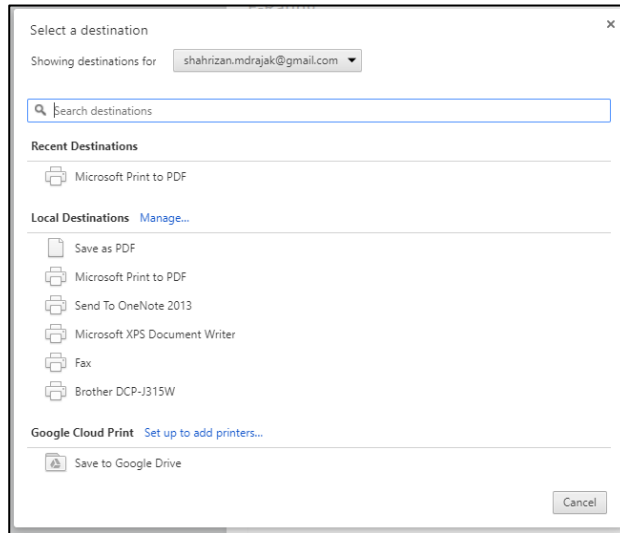 Select a destination
Showing destinations for shahrizan.mdrajak@gmail.com
Search destinations
Recent Destinations
Microsoft Print to PDF
Local Destinations Manage...
Save as PDF
Microsoft Print to PDF
Send To OneNote 2013
Microsoft XPS Document Writer
Fax
Brother DCP-J315W
Google Cloud Print Set up to add printers...
Save to Google Drive
Cancel